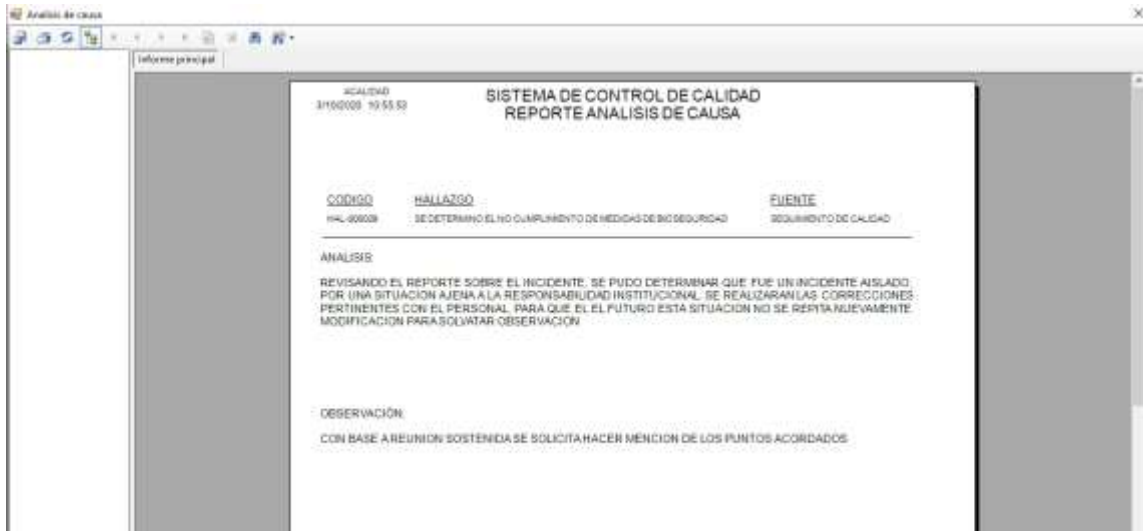 Analisis de causa
Informe principal
ACALIDAD
SISTEMA DE CONTROL DE CALIDAD
10:55:53
REPORTE ANALISIS DE CAUSA
CODIGO HALLAZGO FUENTE
SE DETERMINO EL NO CUMPLIMIENTO DE MEDIDAS DE BIOSEGURIDAD SEGUIMIENTO DE CALIDAD
ANALISIS:
REVISANDO EL REPORTE SOBRE EL INCIDENTE, SE PUDO DETERMINAR QUE FUE UN INCIDENTE AISLADO,
POR UNA SITUACION AJENA A LA RESPONSABILIDAD INSTITUCIONAL. SE REALIZARAN LAS CORRECCIONES
PERTINENTES CON EL PERSONAL, PARA QUE EL EL FUTURO ESTA SITUACION NO SE REPITA NUEVAMENTE.
MODIFICACION PARA SOLVATAR OBSERVACION
OBSERVACIÓN:
CON BASE A REUNION SOSTENIDA SE SOLICITA HACER MENCION DE LOS PUNTOS ACORDADOS